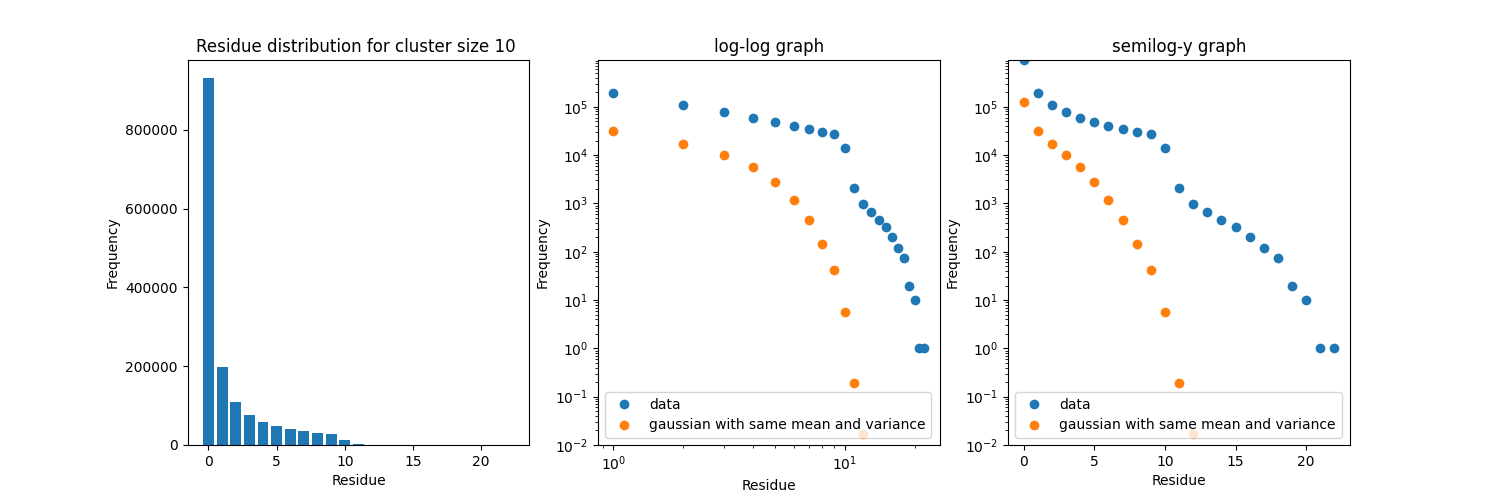 Residue distribution for cluster size 10
Frequency
800000
600000
400000
200000
0
0 5 10 15 20
Residue
log-log graph
Frequency
10^5
10^4
10^3
10^2
10^1
10^0
10^-1
10^-2
data
gaussian with same mean and variance
10^0 10^1
Residue
semilog-y graph
Frequency
10^5
10^4
10^3
10^2
10^1
10^0
10^-1
10^-2
data
gaussian with same mean and variance
0 5 10 15 20
Residue